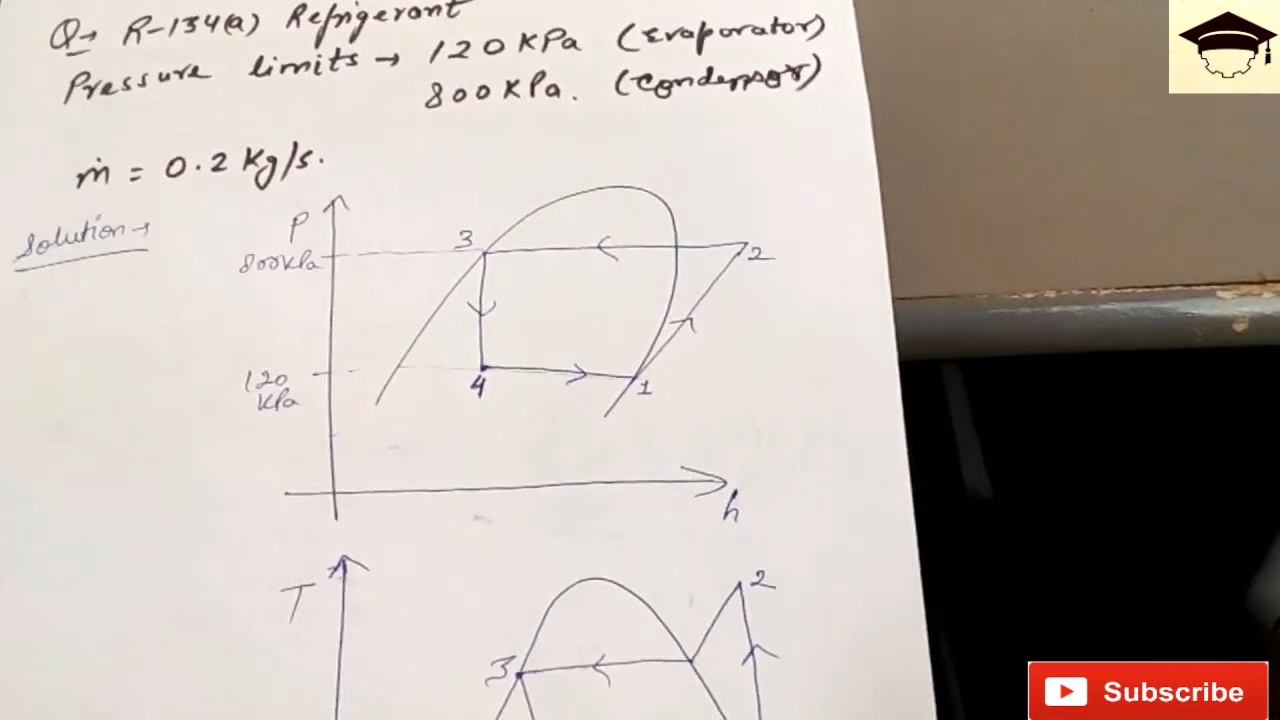 Q→ R-134(a) Refrigerant
Pressure limits → 120 KPa (Evaporator)
800 KPa. (Condensor)
ṁ = 0.2 Kg/s.
Solution→
P
800kPa
3
2
120
KPa
4
1
h
T
2
3
Subscribe